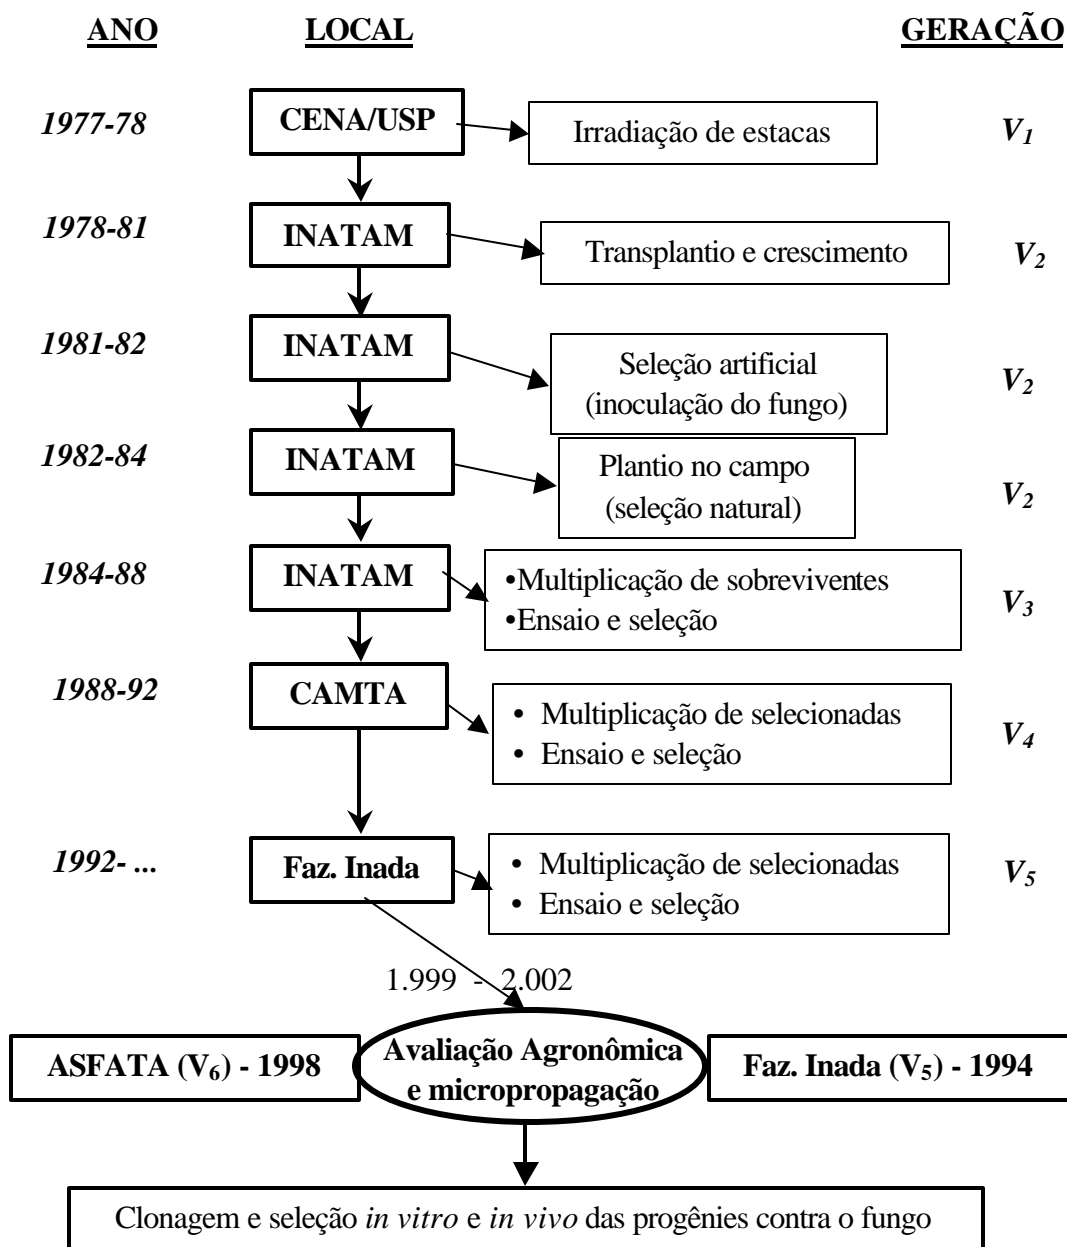 ANO LOCAL GERAÇÃO
1977-78 CENA/USP Irradiação de estacas V₁
1978-81 INATAM Transplantio e crescimento V₂
1981-82 INATAM Seleção artificial
(inoculação do fungo) V₂
1982-84 INATAM Plantio no campo
(seleção natural) V₂
1984-88 INATAM •Multiplicação de sobreviventes
•Ensaio e seleção V₃
1988-92 CAMTA • Multiplicação de selecionadas
• Ensaio e seleção V₄
1992- ... Faz. Inada • Multiplicação de selecionadas
• Ensaio e seleção V₅
1.999 - 2.002
ASFATA (V₆) - 1998 Avaliação Agronômica
e micropropagação Faz. Inada (V₅) - 1994
Clonagem e seleção in vitro e in vivo das progênies contra o fungo